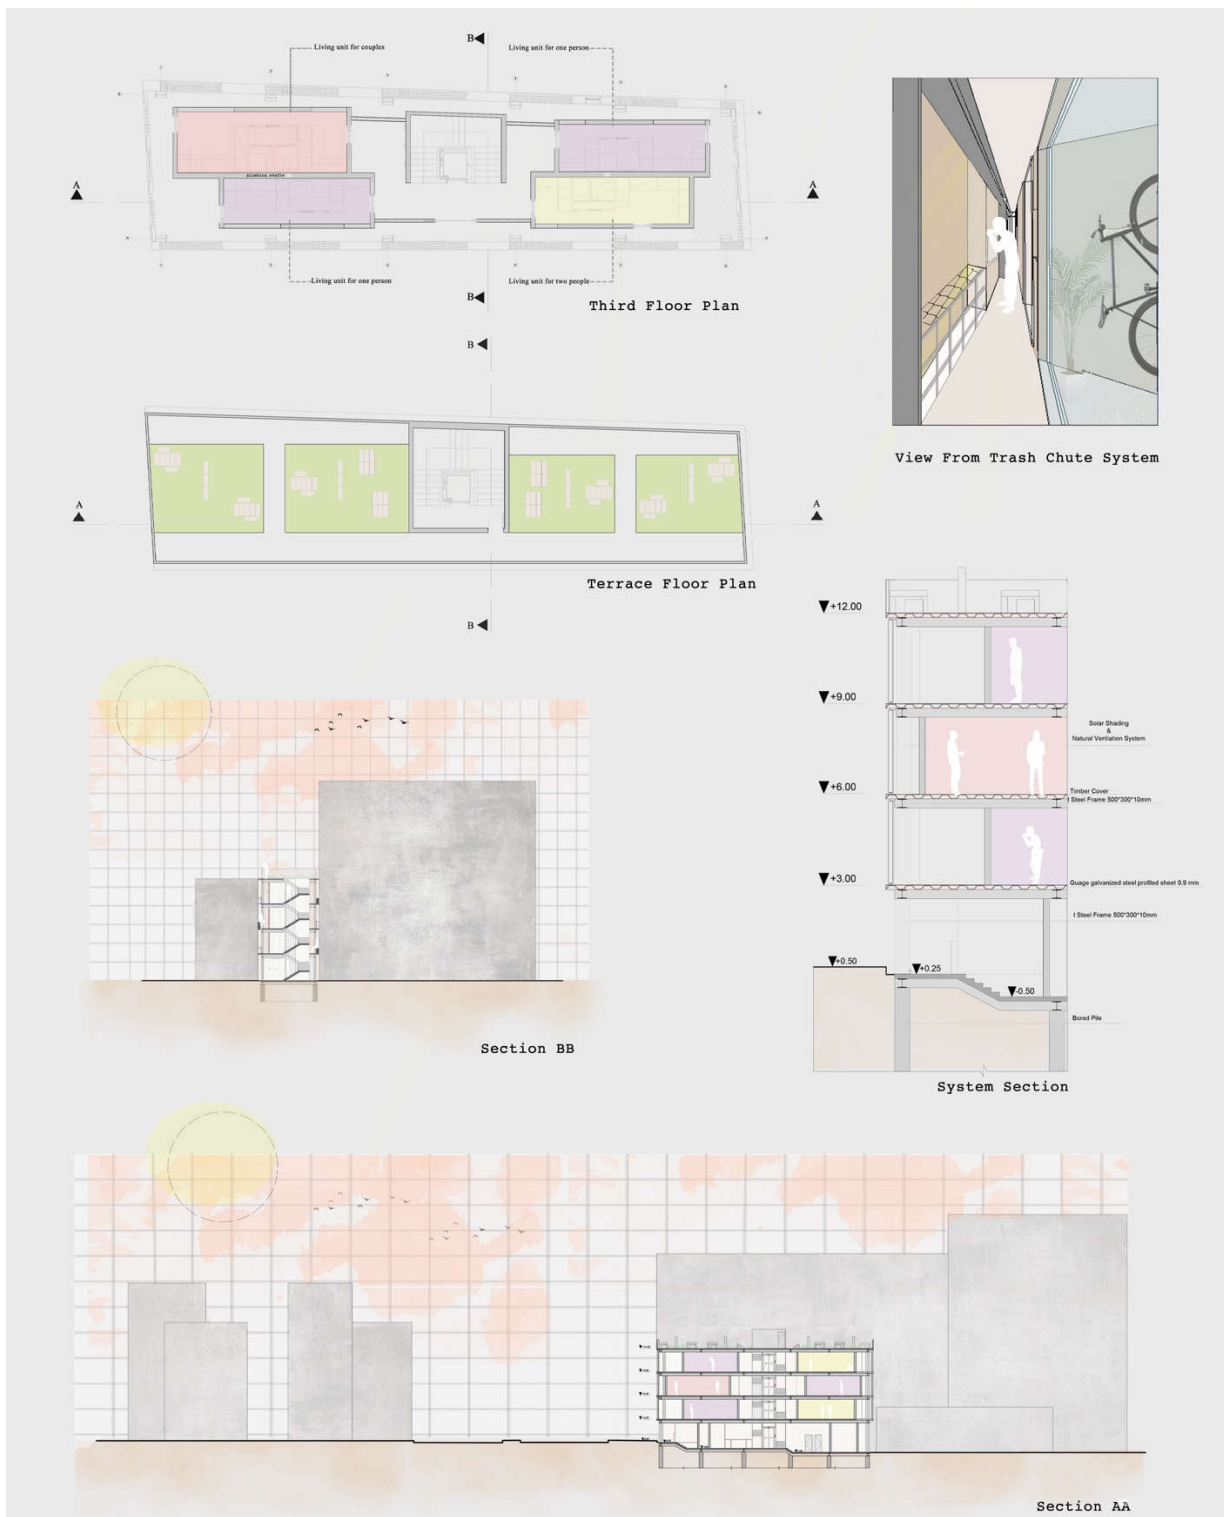 B
Living unit for couples
Living unit for one person
pluming shafts
A
A
Living unit for one person
Living unit for two people
B
Third Floor Plan
B
View From Trash Chute System
A
A
Terrace Floor Plan
B
+12.00
+9.00
Solar Shading
&
Natural Ventiation System
+6.00
Timber Cover
I Steel Frame 500*300*10mm
+3.00
Guage galvanized steel profiled sheet 0.9 mm
I Steel Frame 500*300*10mm
+0.50
+0.25
-0.50
Bored Pile
Section BB
System Section
Section AA